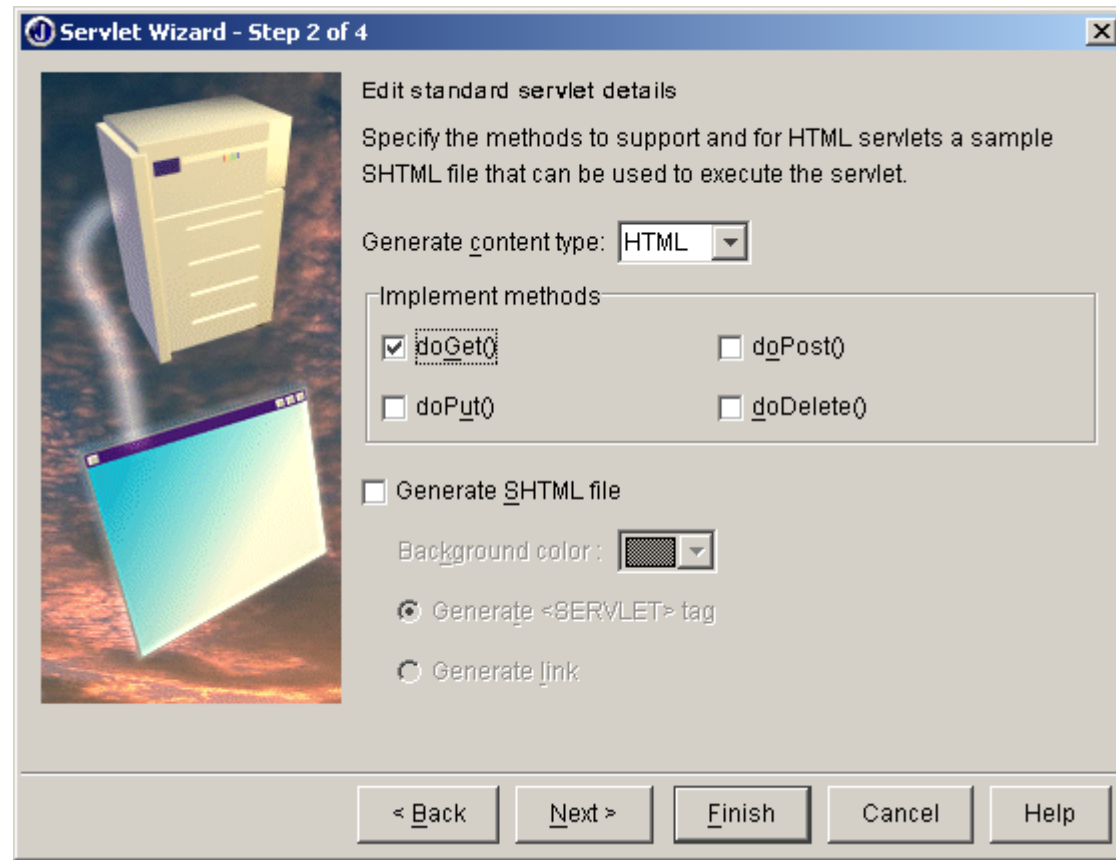 Servlet Wizard - Step 2 of 4
Edit standard servlet details
Specify the methods to support and for HTML servlets a sample
SHTML file that can be used to execute the servlet.
Generate content type: HTML
Implement methods
doGet() doPost()
doPut() doDelete()
Generate SHTML file
Background color :
Generate <SERVLET> tag
Generate link
< Back Next > Finish Cancel Help